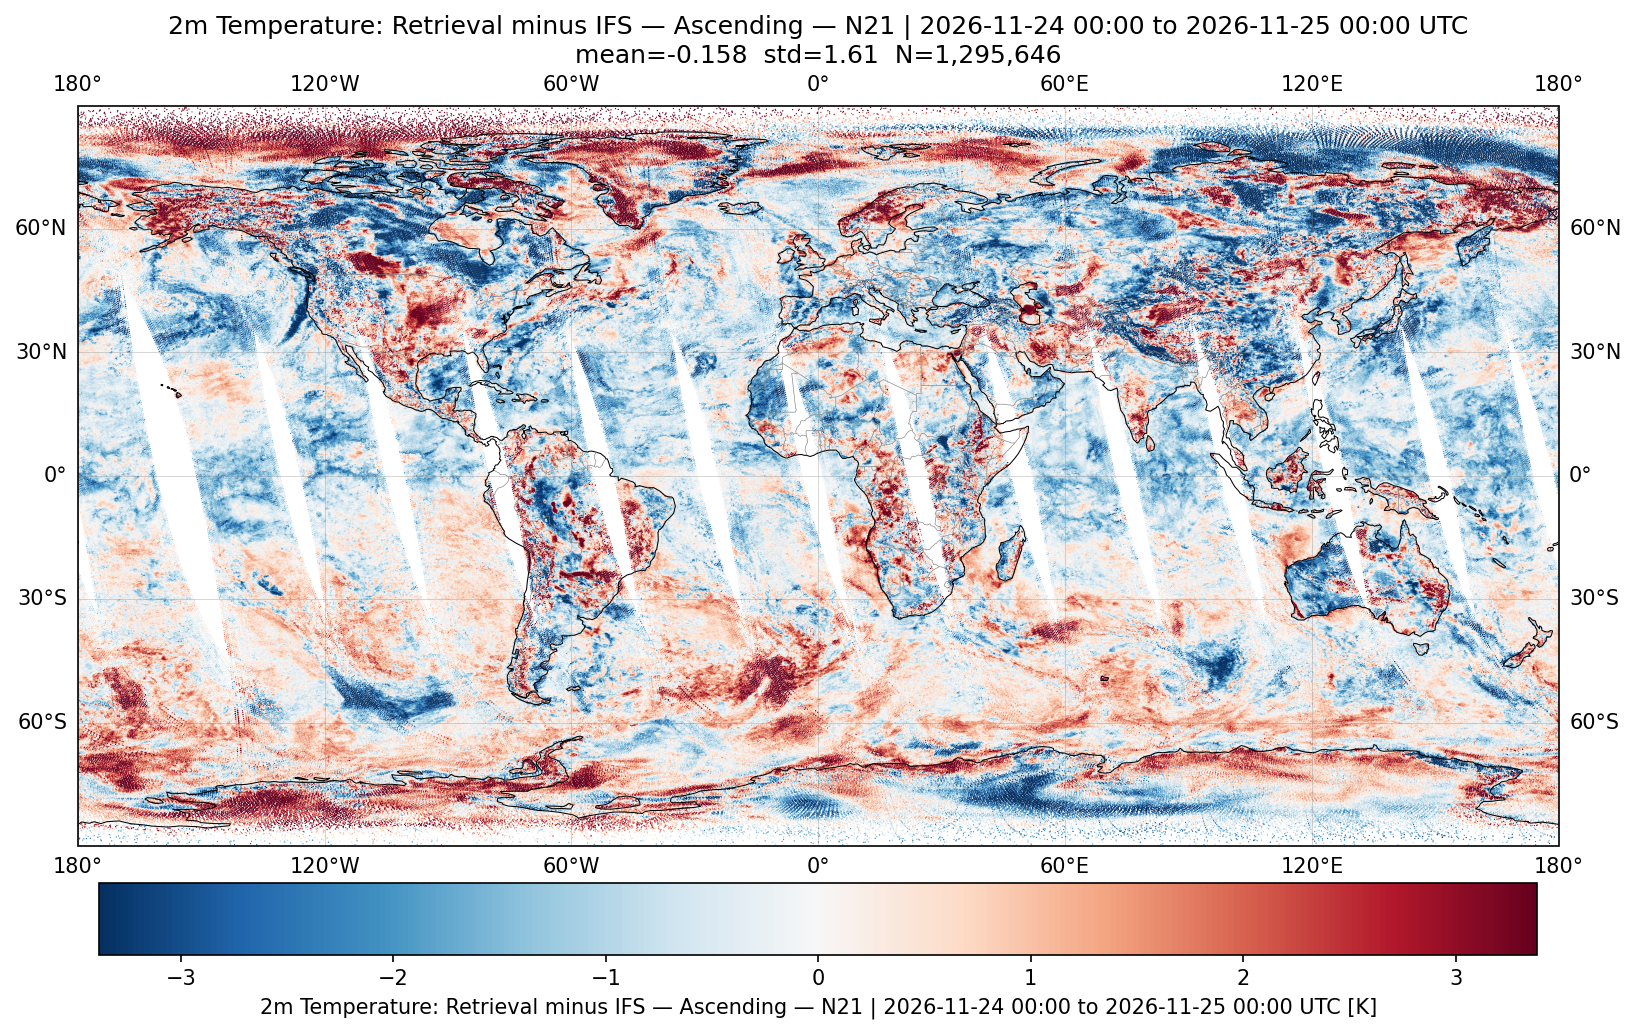 2m Temperature: Retrieval minus IFS — Ascending — N21 | 2026-11-24 00:00 to 2026-11-25 00:00 UTC
mean=-0.158  std=1.61  N=1,295,646
180° 120°W 60°W 0° 60°E 120°E 180°
60°N 60°N
30°N 30°N
0° 0°
30°S 30°S
60°S 60°S
180° 120°W 60°W 0° 60°E 120°E 180°
−3 −2 −1 0 1 2 3
2m Temperature: Retrieval minus IFS — Ascending — N21 | 2026-11-24 00:00 to 2026-11-25 00:00 UTC [K]